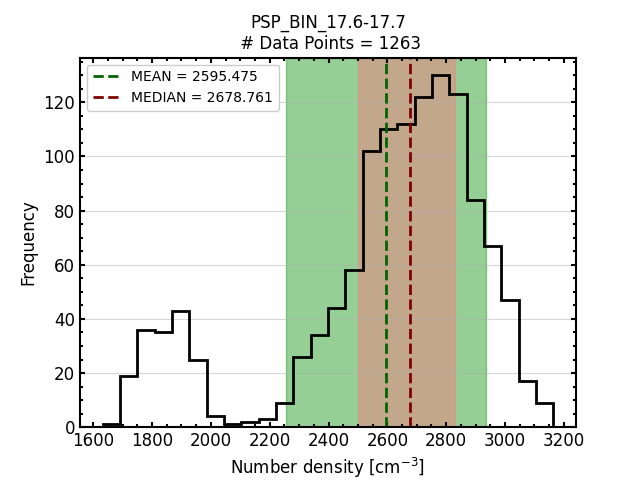 PSP_BIN_17.6-17.7
# Data Points = 1263
MEAN = 2595.475
MEDIAN = 2678.761
Frequency
120
100
80
60
40
20
0
1600 1800 2000 2200 2400 2600 2800 3000 3200
Number density [cm⁻³]